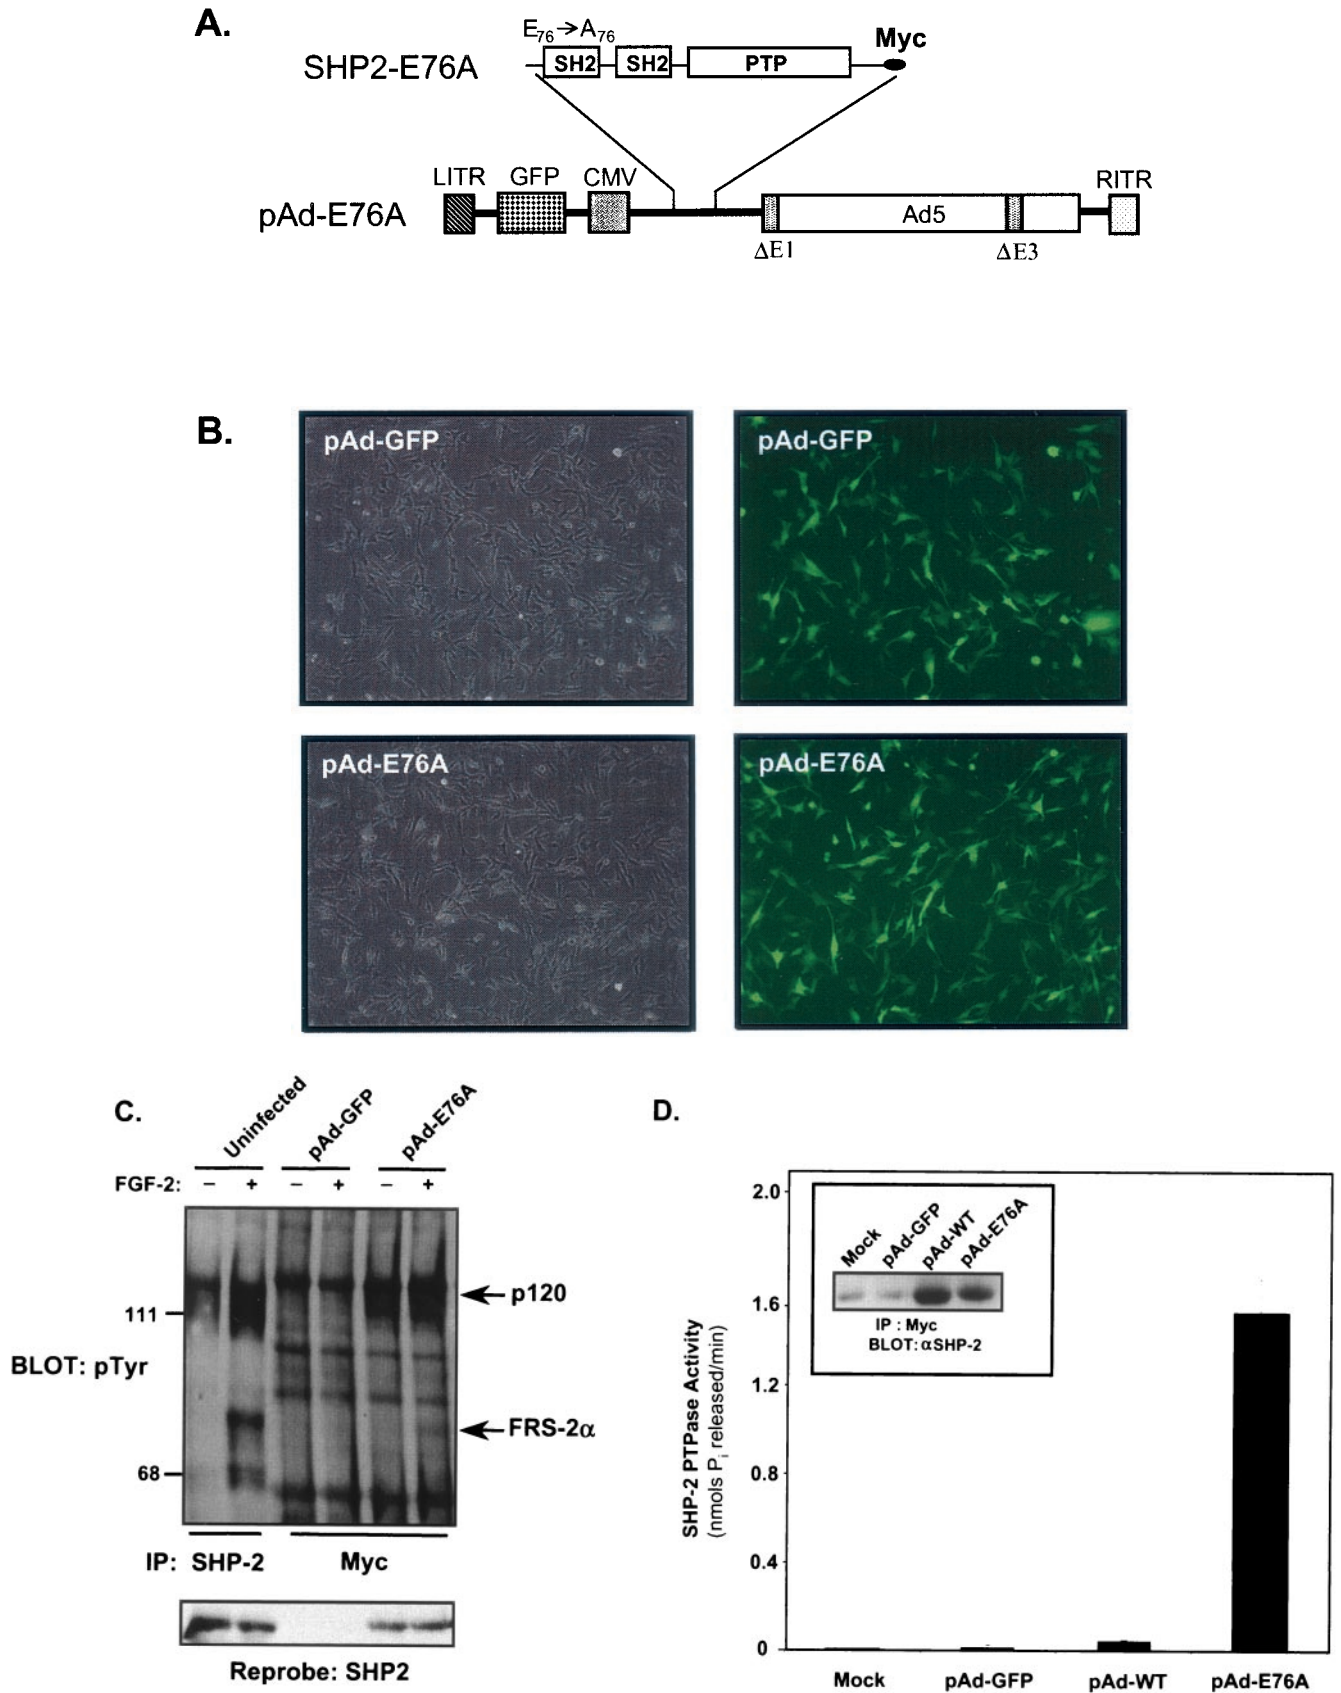 A.
E76→A76
SHP2-E76A
SH2 SH2 PTP
Myc
LITR GFP CMV RITR
pAd-E76A
Ad5
ΔE1 ΔE3
B.
pAd-GFP
pAd-GFP
pAd-E76A
pAd-E76A
C.
Uninfected
pAd-GFP
pAd-E76A
FGF-2: – + – + – +
p120
111
BLOT: pTyr
FRS-2α
68
IP: SHP-2 Myc
Reprobe: SHP2
D.
SHP-2 PTPase Activity
(nmols Pi released/min)
2.0
1.6
1.2
0.8
0.4
0
Mock
pAd-GFP
pAd-WT
pAd-E76A
IP : Myc
BLOT: αSHP-2
Mock pAd-GFP pAd-WT pAd-E76A